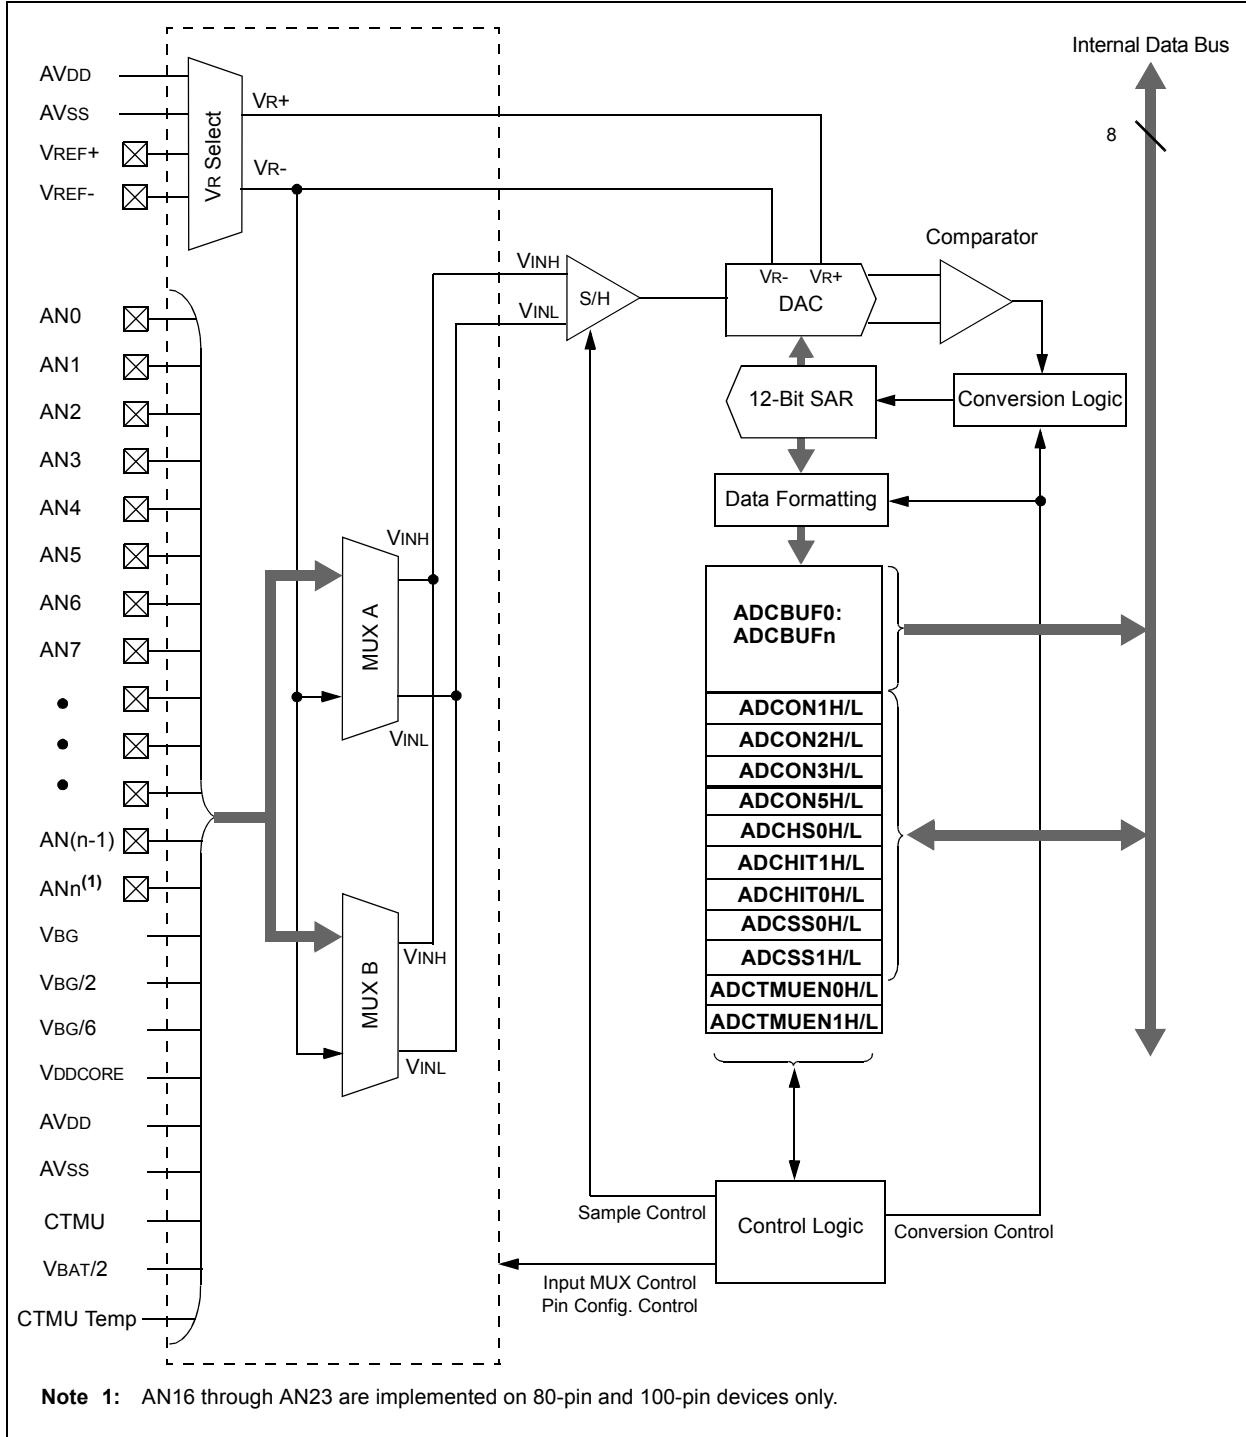 Internal Data Bus
8
AVDD
AVSS
VREF+
VREF-
VR Select
VR+
VR-
Comparator
VINH
VINL
S/H
VR- VR+
DAC
12-Bit SAR
Conversion Logic
Data Formatting
AN0
AN1
AN2
AN3
AN4
AN5
AN6
AN7
AN(n-1)
ANn(1)
VBG
VBG/2
VBG/6
VDDCORE
AVDD
AVSS
CTMU
VBAT/2
CTMU Temp
VINH
MUX A
VINL
VINH
MUX B
VINL
ADCBUF0:
ADCBUFn
ADCON1H/L
ADCON2H/L
ADCON3H/L
ADCON5H/L
ADCHS0H/L
ADCHIT1H/L
ADCHIT0H/L
ADCSS0H/L
ADCSS1H/L
ADCTMUEN0H/L
ADCTMUEN1H/L
Sample Control
Control Logic
Conversion Control
Input MUX Control
Pin Config. Control
Note 1: AN16 through AN23 are implemented on 80-pin and 100-pin devices only.